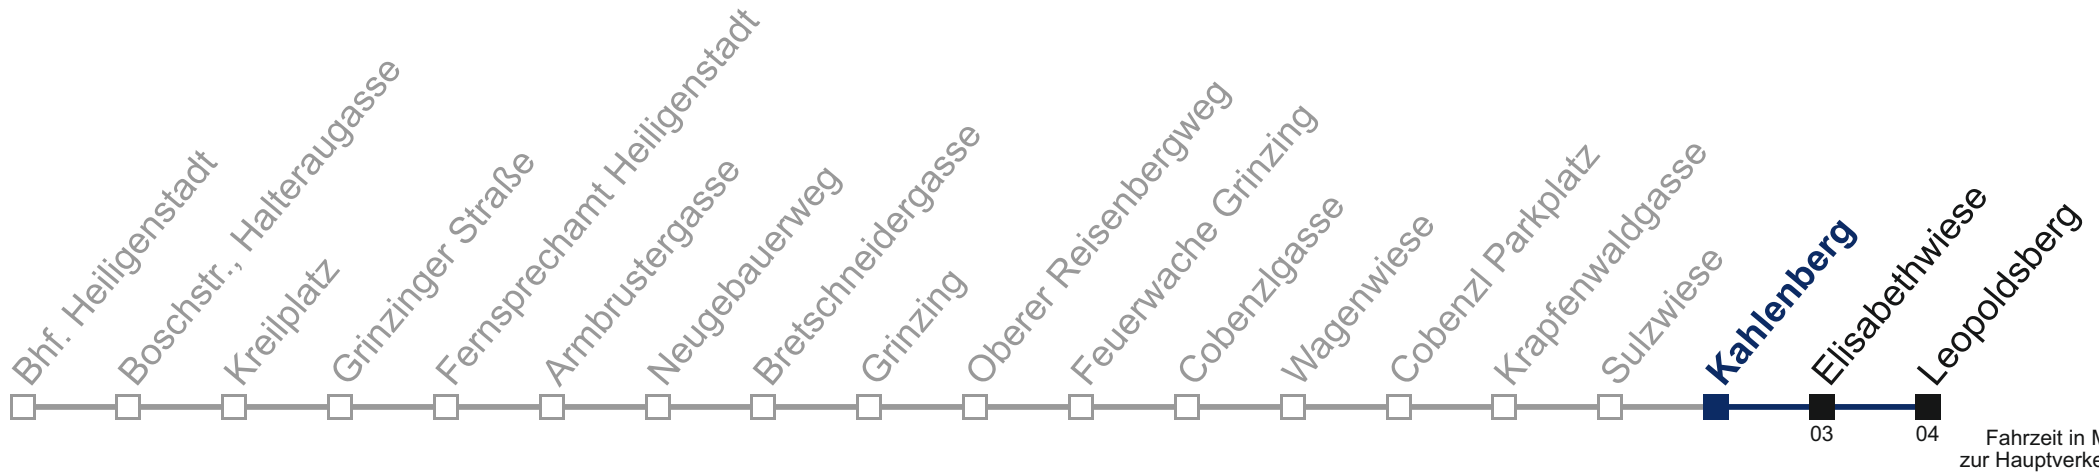 Bhf. Heiligenstadt
Boschstr., Halteraugasse
Kreilplatz
Grinzinger Straße
Fernsprechamt Heiligenstadt
Armbrustergasse
Neugebauerweg
Bretschneidergasse
Grinzing
Oberer Reisenbergweg
Feuerwache Grinzing
Cobenzlgasse
Wagenwiese
Cobenzl Parkplatz
Krapfenwaldgasse
Sulzwiese
Kahlenberg
Elisabethwiese
Leopoldsberg
03
04
Fahrzeit in M
zur Hauptverke